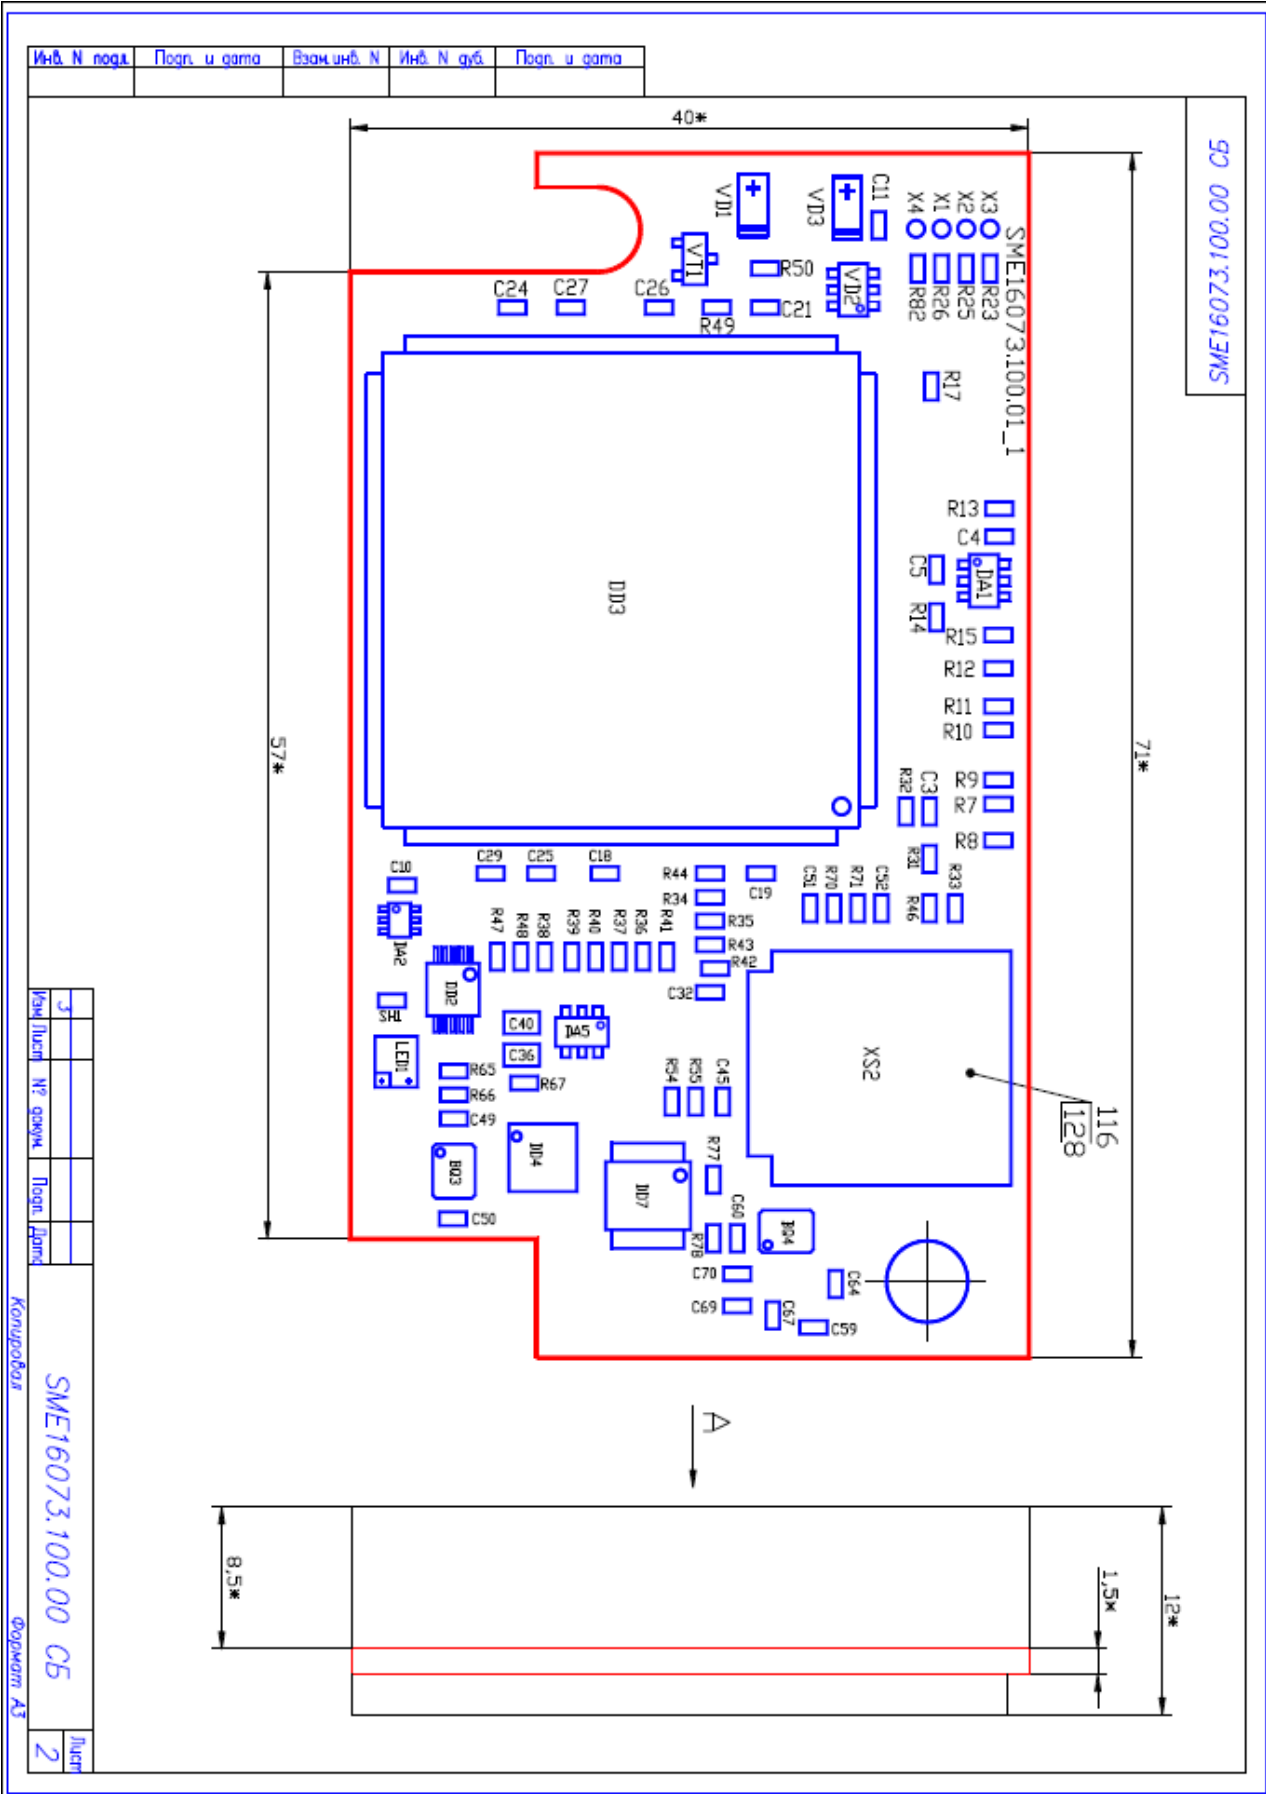 Инв. N подл.
Подп. и дата
Взам.инв. N
Инв. N дуб.
Подп. и дата
SME16073.100.00 СБ
40*
71*
57*
SME16073.100.01_1
X3
X2
X1
X4
C11
VD3
VD1
VT1
R50
VD2
R82
R26
R25
R23
C24
C27
C26
R49
C21
R17
R13
C4
C5
DA1
R14
R15
R12
R11
R10
R9
R7
R8
R32
C3
R31
R33
R46
DD3
C10
C29
C25
C18
R44
C19
R34
R35
R43
R42
C32
C51
R70
R71
C52
DA2
R47
R48
R38
R39
R40
R37
R36
R41
DD2
SH1
LED1
C40
C36
DA5
R67
R65
R66
C49
R54
R55
C45
XS2
116
128
BQ3
C50
DD4
DD7
R77
R78
C60
BQ4
C70
C69
C67
C64
C59
А
8,5*
1,5*
12*
3
Изм
Лист
N° докум.
Подп.
Дата
SME16073.100.00 СБ
Лист
2
Копировал
Формат А3